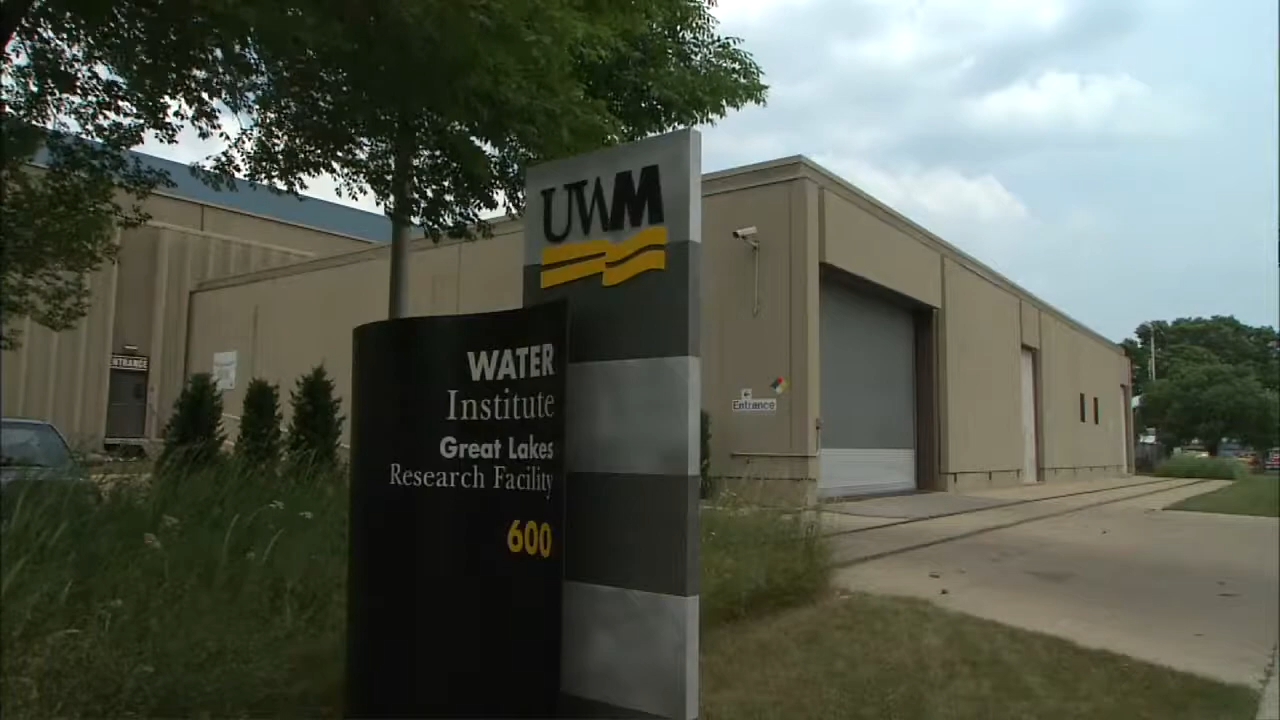 UWM
WATER
Institute
Great Lakes
Research Facility
600
ENTRANCE
Entrance